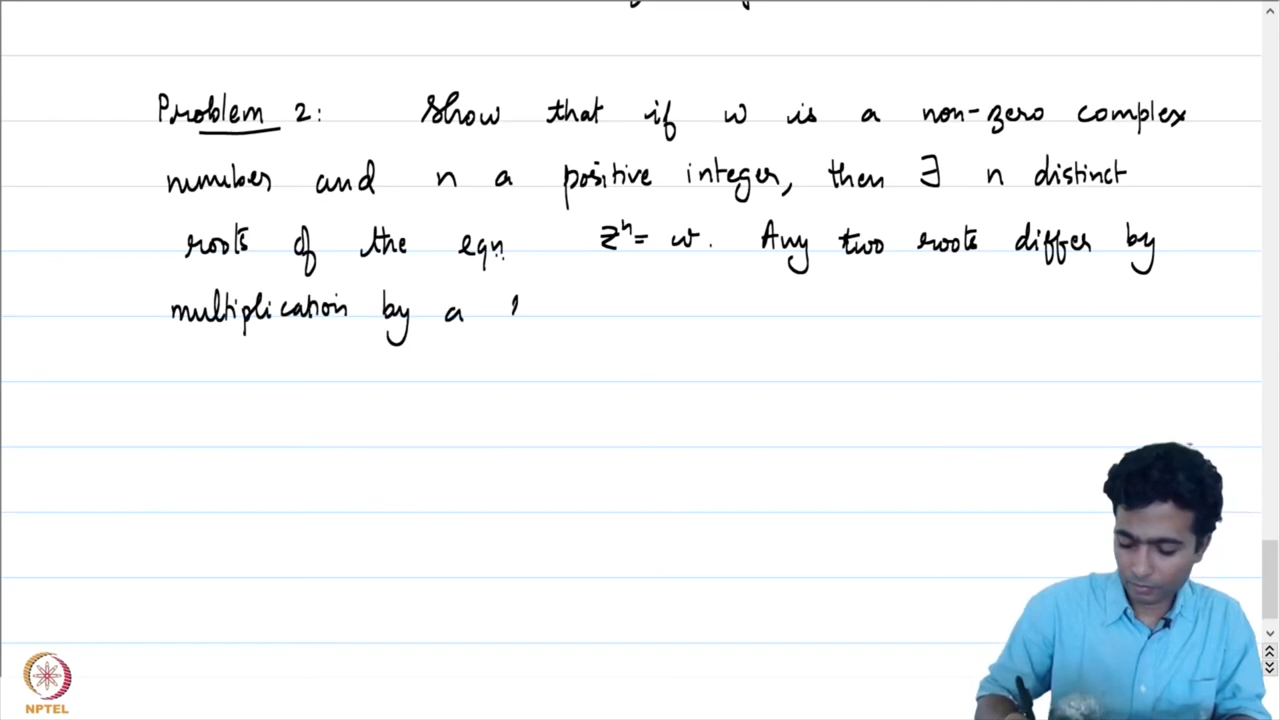 Problem 2: Show that if w is a non-zero complex
number and n a positive integer, then ∃ n distinct
roots of the eqn. zⁿ = w. Any two roots differ by
multiplication by a
NPTEL